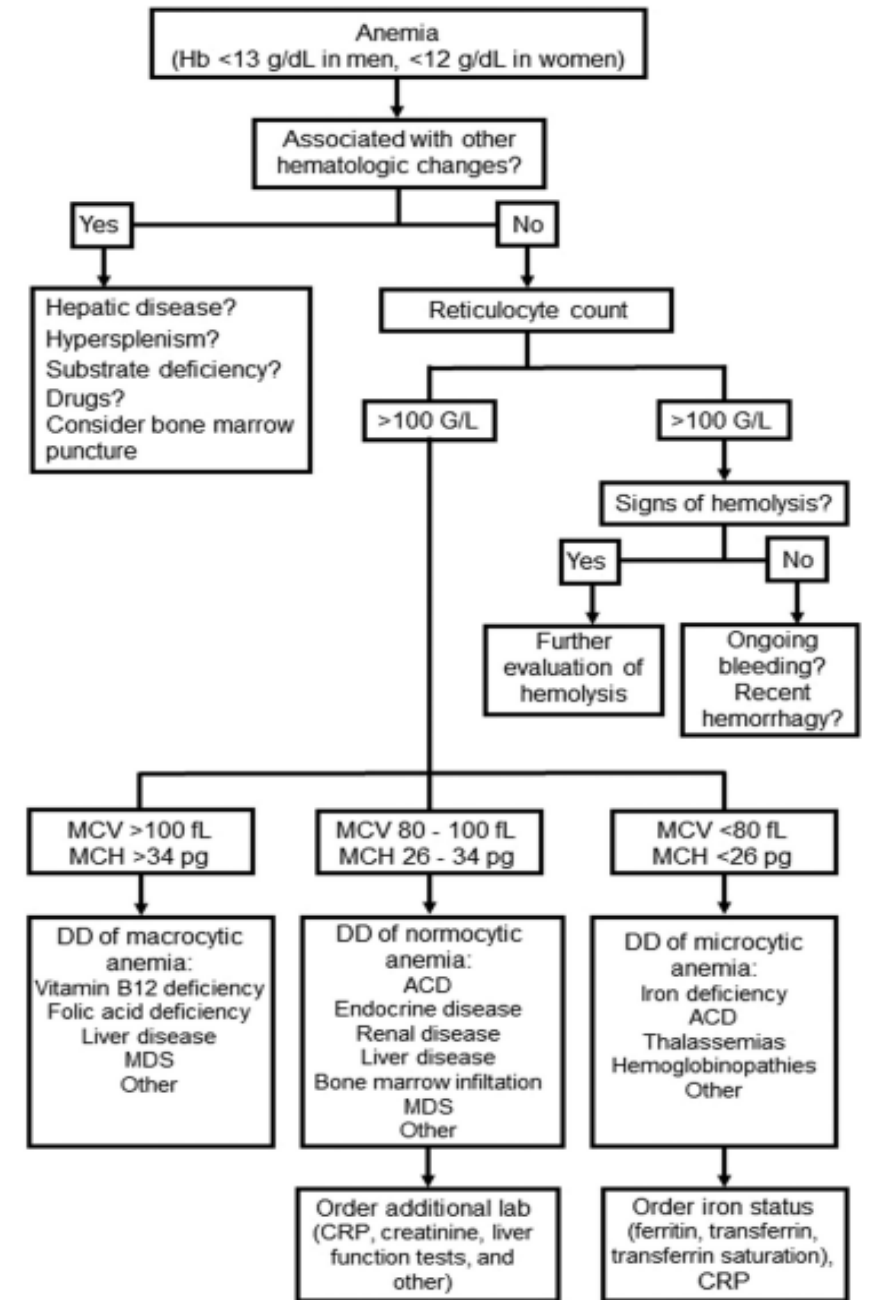 Anemia
(Hb <13 g/dL in men, <12 g/dL in women)
Associated with other
hematologic changes?
Yes
No
Hepatic disease?
Hypersplenism?
Substrate deficiency?
Drugs?
Consider bone marrow
puncture
Reticulocyte count
>100 G/L
>100 G/L
Signs of hemolysis?
Yes
No
Further
evaluation of
hemolysis
Ongoing
bleeding?
Recent
hemorrhagy?
MCV >100 fL
MCH >34 pg
MCV 80 - 100 fL
MCH 26 - 34 pg
MCV <80 fL
MCH <26 pg
DD of macrocytic
anemia:
Vitamin B12 deficiency
Folic acid deficiency
Liver disease
MDS
Other
DD of normocytic
anemia:
ACD
Endocrine disease
Renal disease
Liver disease
Bone marrow infiltation
MDS
Other
DD of microcytic
anemia:
Iron deficiency
ACD
Thalassemias
Hemoglobinopathies
Other
Order additional lab
(CRP, creatinine, liver
function tests, and
other)
Order iron status
(ferritin, transferrin,
transferrin saturation),
CRP